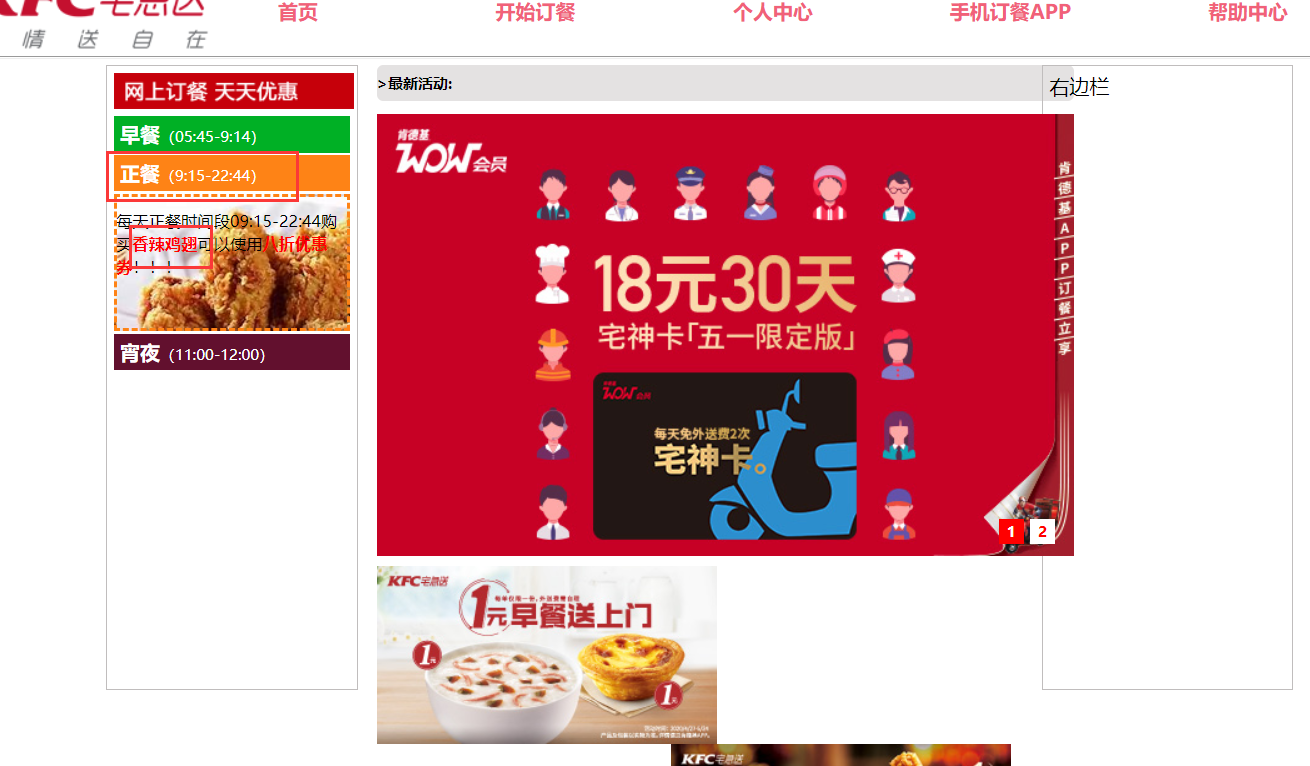 KFC宅急送
情 送 自 在
首页
开始订餐
个人中心
手机订餐APP
帮助中心
网上订餐 天天优惠
早餐 (05:45-9:14)
正餐 (9:15-22:44)
每天正餐时间段09:15-22:44购
买香辣鸡翅可以使用八折优惠
券！！！
宵夜 (11:00-12:00)
>最新活动:
肯德基
WOW会员
18元30天
宅神卡「五一限定版」
肯德基
WOW会员
每天免外送费2次
宅神卡。
肯德基APP订餐立享
1 2
KFC宅急送
1元早餐送上门
1元
1元
KFC宅急送
右边栏